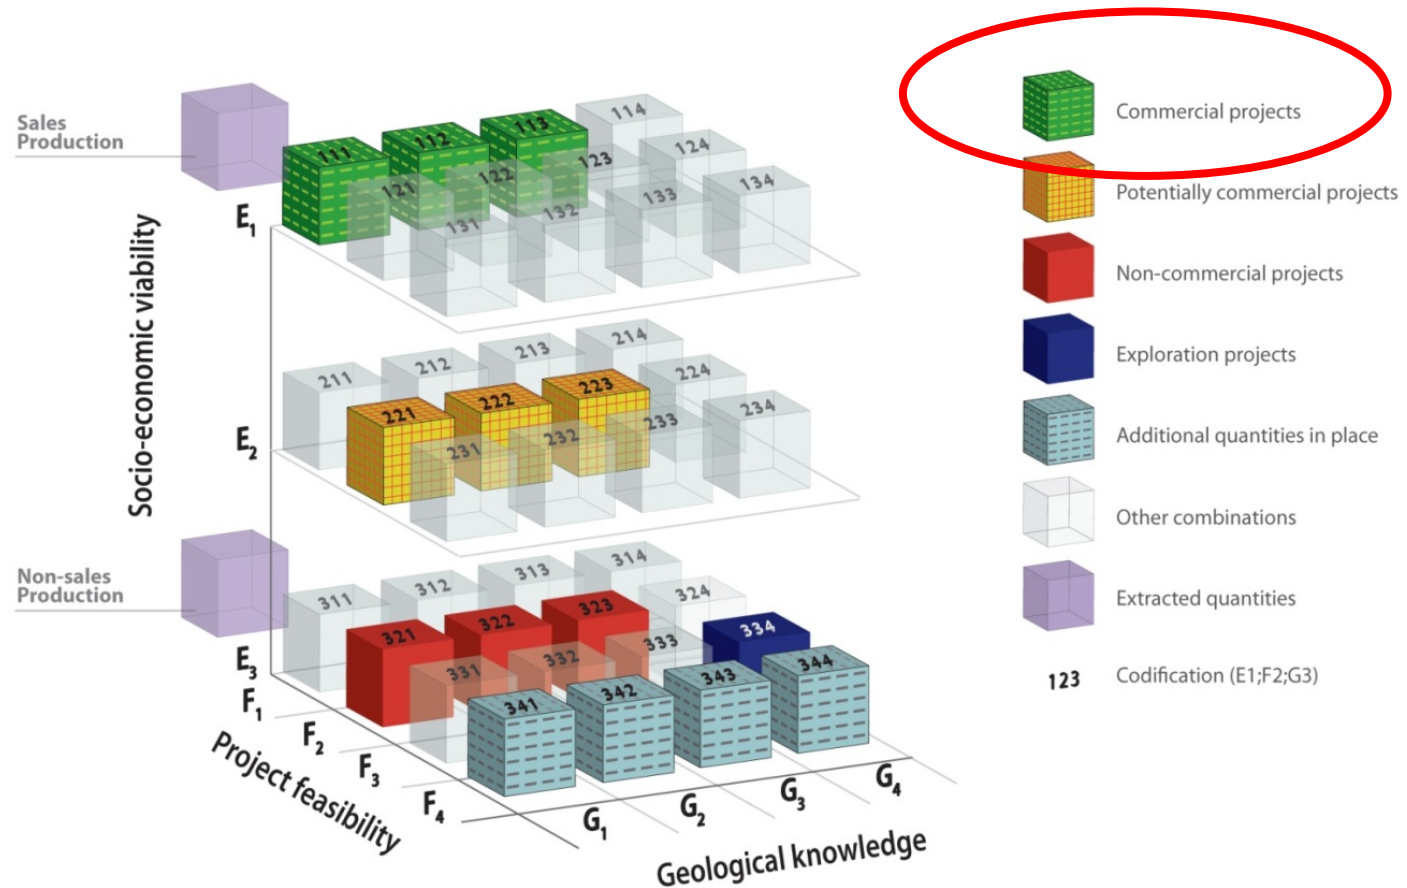 Sales
Production
Socio-economic viability
E1
111
112
113
114
121
122
123
124
131
132
133
134
E2
211
212
213
214
221
222
223
224
231
232
233
234
Non-sales
Production
E3
311
312
313
314
321
322
323
324
331
332
333
334
341
342
343
344
F1
F2
F3
F4
Project feasibility
G1
G2
G3
G4
Geological knowledge
Commercial projects
Potentially commercial projects
Non-commercial projects
Exploration projects
Additional quantities in place
Other combinations
Extracted quantities
123
Codification (E1;F2;G3)